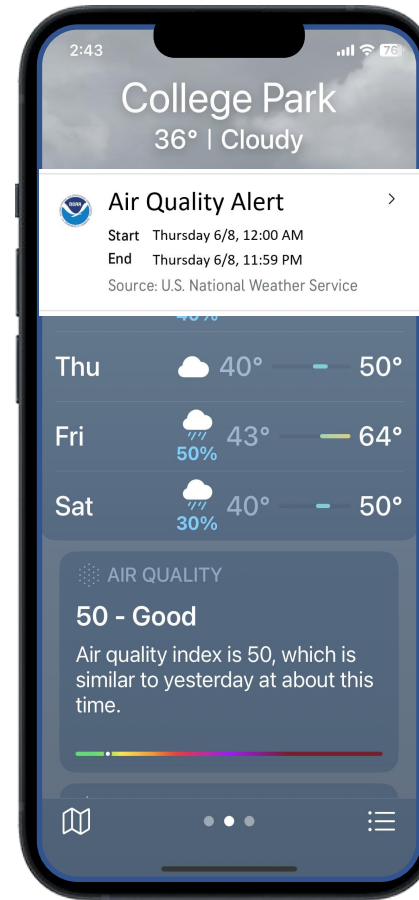 2:43
76
College Park
36° | Cloudy
NOAA
Air Quality Alert
Start Thursday 6/8, 12:00 AM
End Thursday 6/8, 11:59 PM
Source: U.S. National Weather Service
40%
Thu 40° 50°
Fri 50% 43° 64°
Sat 30% 40° 50°
AIR QUALITY
50 - Good
Air quality index is 50, which is
similar to yesterday at about this
time.